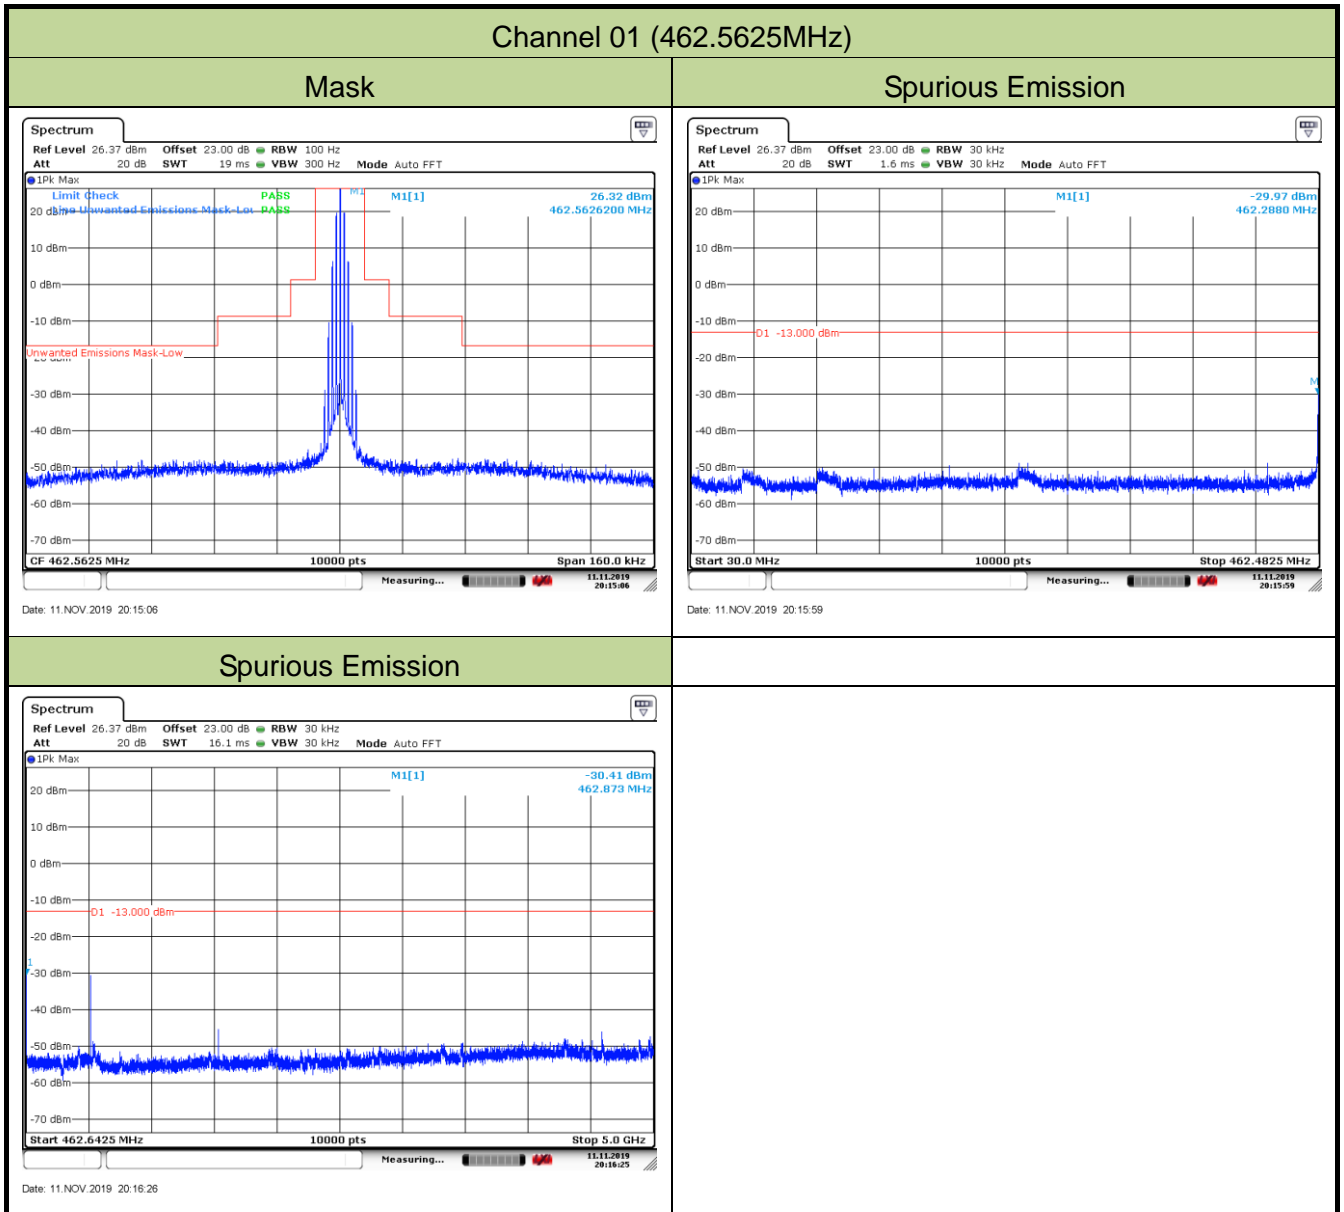 Channel 01 (462.5625MHz)
Mask
Spurious Emission
Spectrum
Ref Level 26.37 dBm Offset 23.00 dB RBW 100 Hz
Att 20 dB SWT 19 ms VBW 300 Hz Mode Auto FFT
1Pk Max
Limit Check PASS
M1
M1[1] 26.32 dBm
Line Unwanted Emissions Mask-Lo PASS
462.5626200 MHz
20 dBm
10 dBm
0 dBm
-10 dBm
Unwanted Emissions Mask-Low
-20 dBm
-30 dBm
-40 dBm
-50 dBm
-60 dBm
-70 dBm
CF 462.5625 MHz 10000 pts Span 160.0 kHz
Measuring... 11.11.2019
20:15:06
Date: 11.NOV.2019 20:15:06
Spectrum
Ref Level 26.37 dBm Offset 23.00 dB RBW 30 kHz
Att 20 dB SWT 1.6 ms VBW 30 kHz Mode Auto FFT
1Pk Max
M1[1] -29.97 dBm
462.2880 MHz
20 dBm
10 dBm
0 dBm
-10 dBm
D1 -13.000 dBm
-20 dBm
M
-30 dBm
-40 dBm
-50 dBm
-60 dBm
-70 dBm
Start 30.0 MHz 10000 pts Stop 462.4825 MHz
Measuring... 11.11.2019
20:15:59
Date: 11.NOV.2019 20:15:59
Spurious Emission
Spectrum
Ref Level 26.37 dBm Offset 23.00 dB RBW 30 kHz
Att 20 dB SWT 16.1 ms VBW 30 kHz Mode Auto FFT
1Pk Max
M1[1] -30.41 dBm
462.873 MHz
20 dBm
10 dBm
0 dBm
-10 dBm
D1 -13.000 dBm
-20 dBm
1
-30 dBm
-40 dBm
-50 dBm
-60 dBm
-70 dBm
Start 462.6425 MHz 10000 pts Stop 5.0 GHz
Measuring... 11.11.2019
20:16:25
Date: 11.NOV.2019 20:16:26